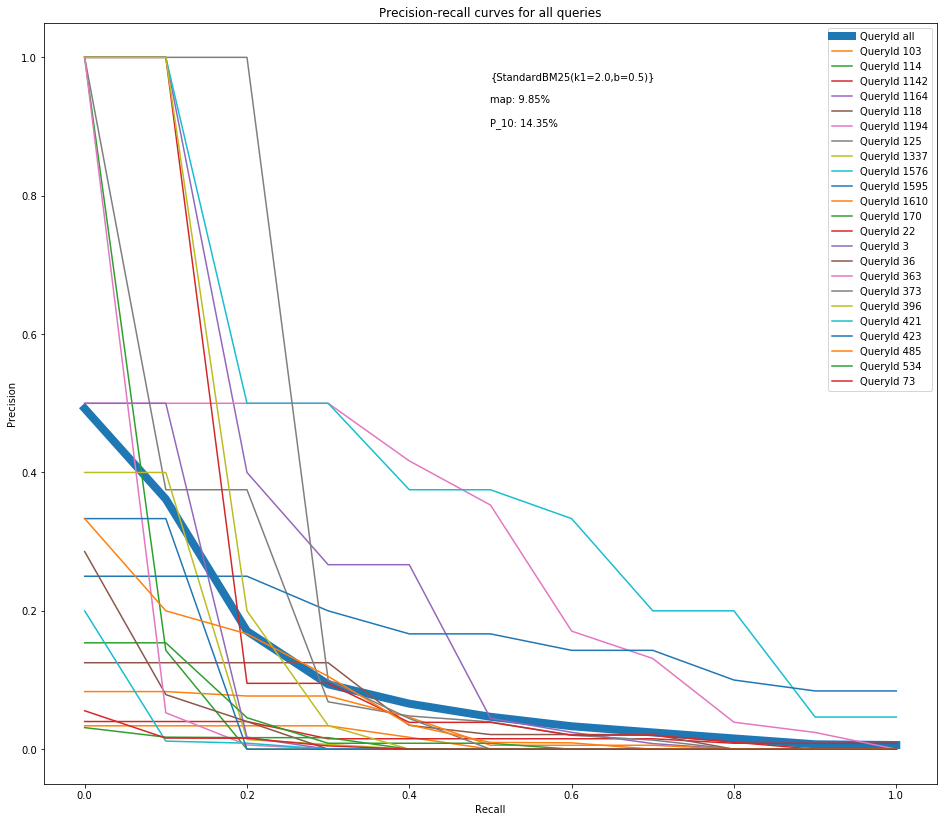 Precision-recall curves for all queries
{StandardBM25(k1=2.0,b=0.5)}
map: 9.85%
P_10: 14.35%
QueryId all
QueryId 103
QueryId 114
QueryId 1142
QueryId 1164
QueryId 118
QueryId 1194
QueryId 125
QueryId 1337
QueryId 1576
QueryId 1595
QueryId 1610
QueryId 170
QueryId 22
QueryId 3
QueryId 36
QueryId 363
QueryId 373
QueryId 396
QueryId 421
QueryId 423
QueryId 485
QueryId 534
QueryId 73
Precision
1.0
0.8
0.6
0.4
0.2
0.0
0.0
0.2
0.4
0.6
0.8
1.0
Recall